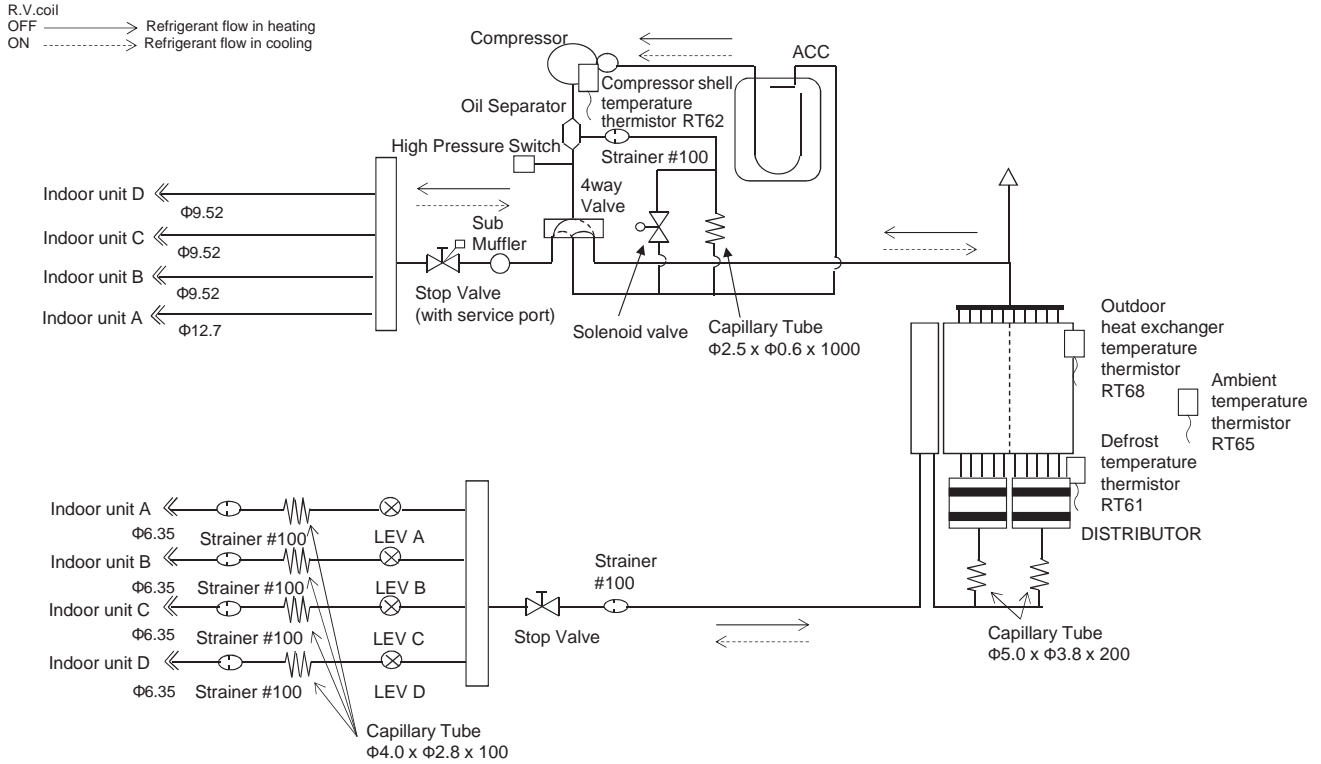 R.V.coil
OFF Refrigerant flow in heating
ON Refrigerant flow in cooling
Compressor
ACC
Compressor shell
temperature
thermistor RT62
Oil Separator
High Pressure Switch
Strainer #100
4way
Valve
Sub
Muffler
Indoor unit D
Φ9.52
Indoor unit C
Φ9.52
Indoor unit B
Φ9.52
Indoor unit A
Φ12.7
Stop Valve
(with service port)
Solenoid valve
Capillary Tube
Φ2.5 x Φ0.6 x 1000
Outdoor
heat exchanger
temperature
thermistor
RT68
Ambient
temperature
thermistor
RT65
Defrost
temperature
thermistor
RT61
DISTRIBUTOR
Capillary Tube
Φ5.0 x Φ3.8 x 200
Indoor unit A
Φ6.35
Strainer #100
LEV A
Indoor unit B
Φ6.35
Strainer #100
LEV B
Indoor unit C
Φ6.35
Strainer #100
LEV C
Indoor unit D
Φ6.35
Strainer #100
LEV D
Stop Valve
Strainer
#100
Capillary Tube
Φ4.0 x Φ2.8 x 100